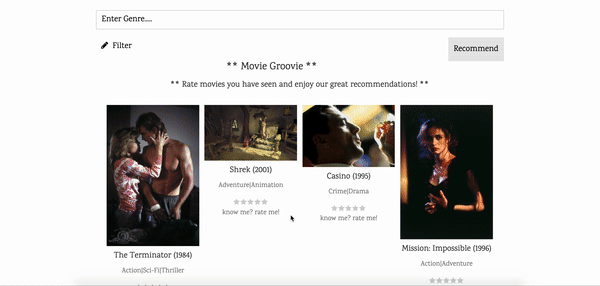 Enter Genre.....
Filter
Recommend
** Movie Groovie **
** Rate movies you have seen and enjoy our great recommendations! **
The Terminator (1984)
Action|Sci-Fi|Thriller
Shrek (2001)
Adventure|Animation
know me? rate me!
Casino (1995)
Crime|Drama
know me? rate me!
Mission: Impossible (1996)
Action|Adventure